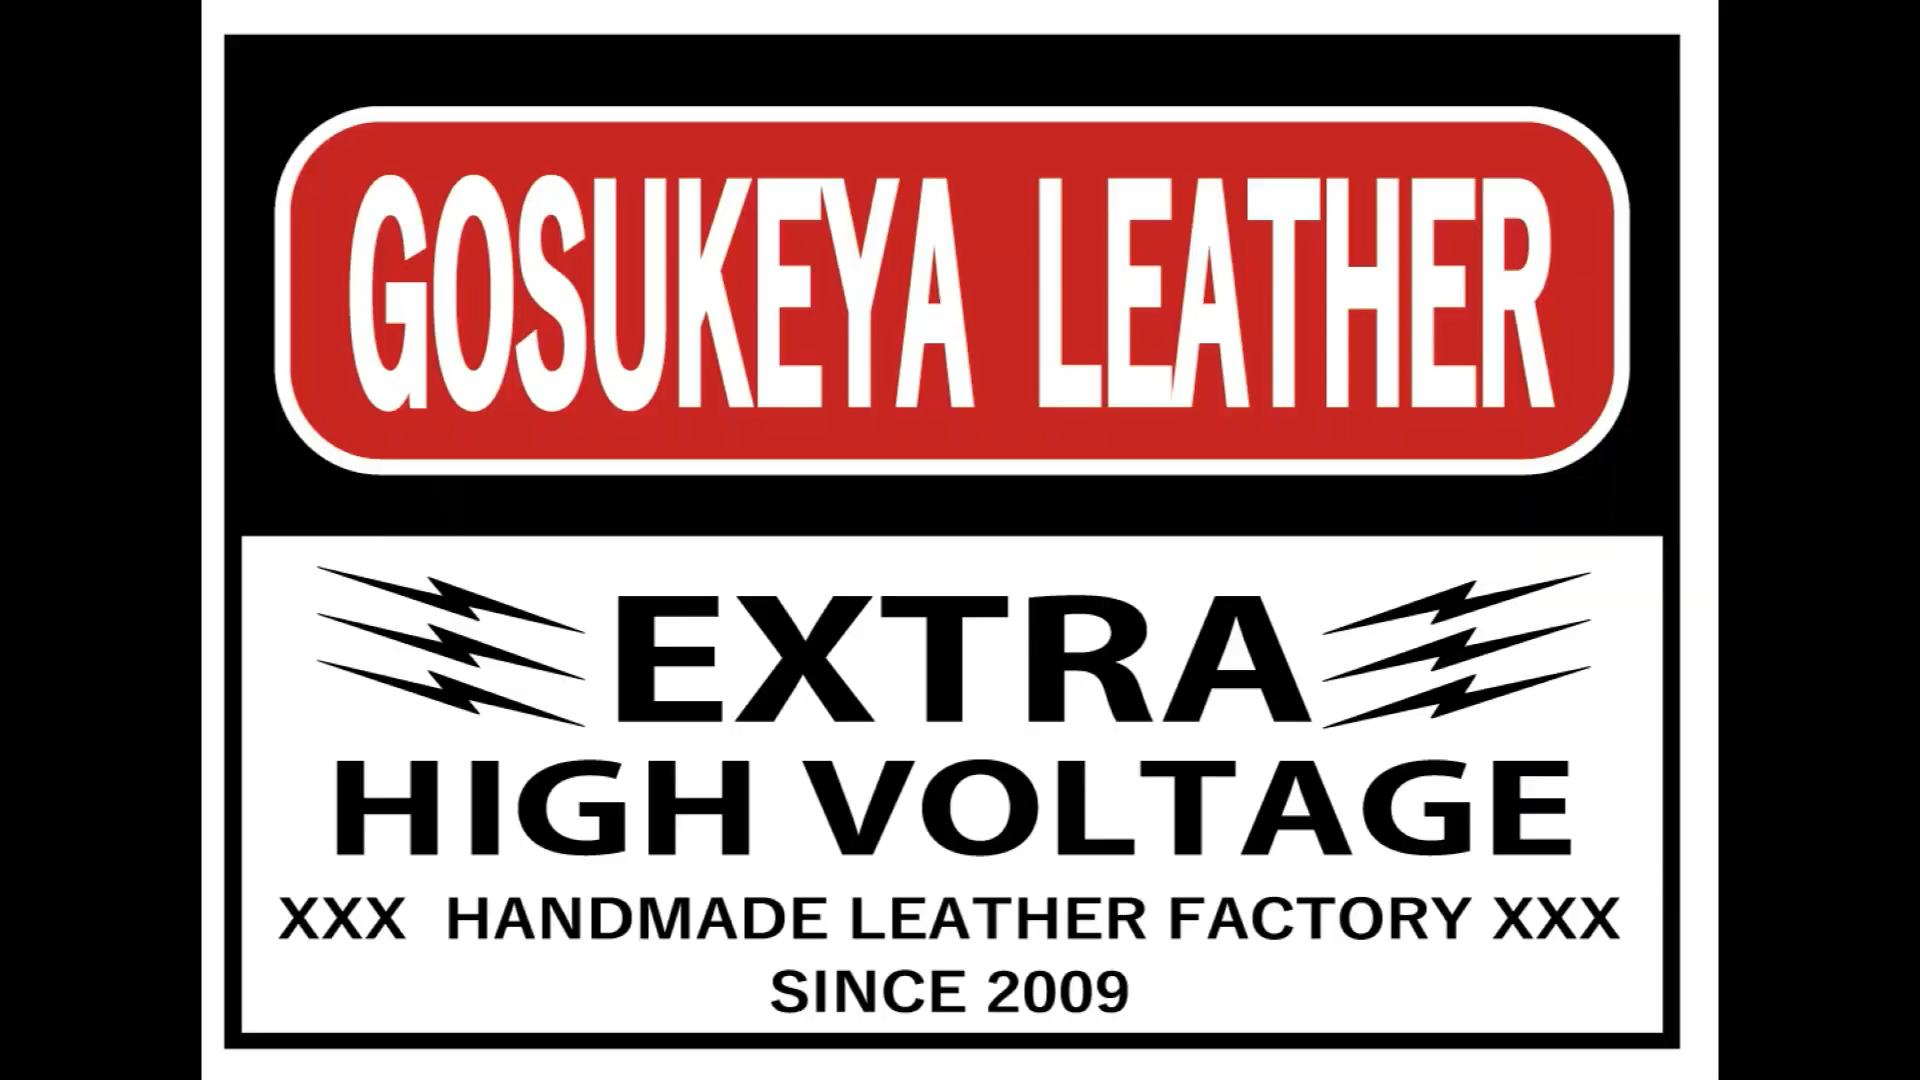 GOSUKEYA LEATHER
EXTRA
HIGH VOLTAGE
XXX HANDMADE LEATHER FACTORY XXX
SINCE 2009